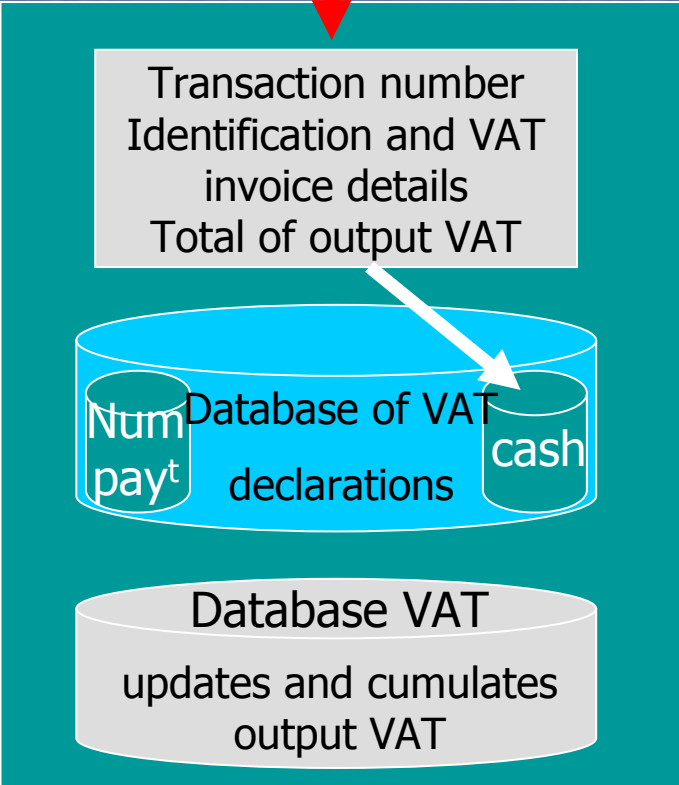 Transaction number
Identification and VAT
invoice details
Total of output VAT
Num
payᵗ
Database of VAT
declarations
cash
Database VAT
updates and cumulates
output VAT